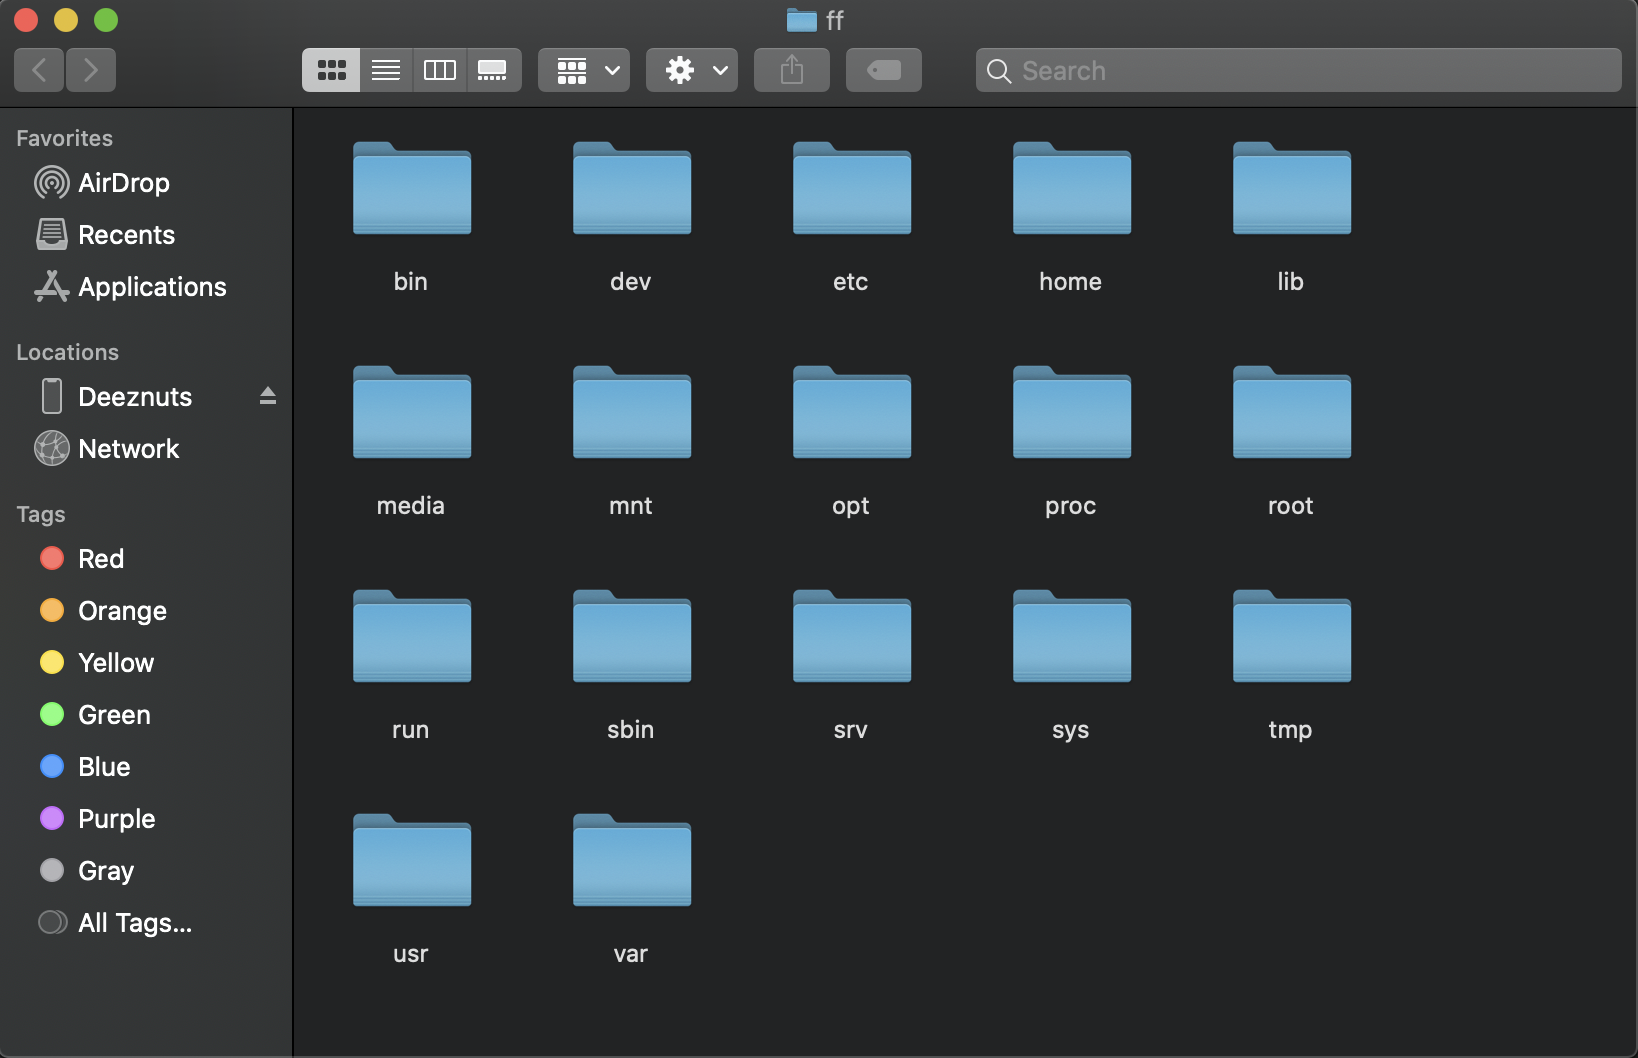 ff
Search
Favorites
AirDrop
Recents
Applications
Locations
Deeznuts
Network
Tags
Red
Orange
Yellow
Green
Blue
Purple
Gray
All Tags...
bin dev etc home lib
media mnt opt proc root
run sbin srv sys tmp
usr var